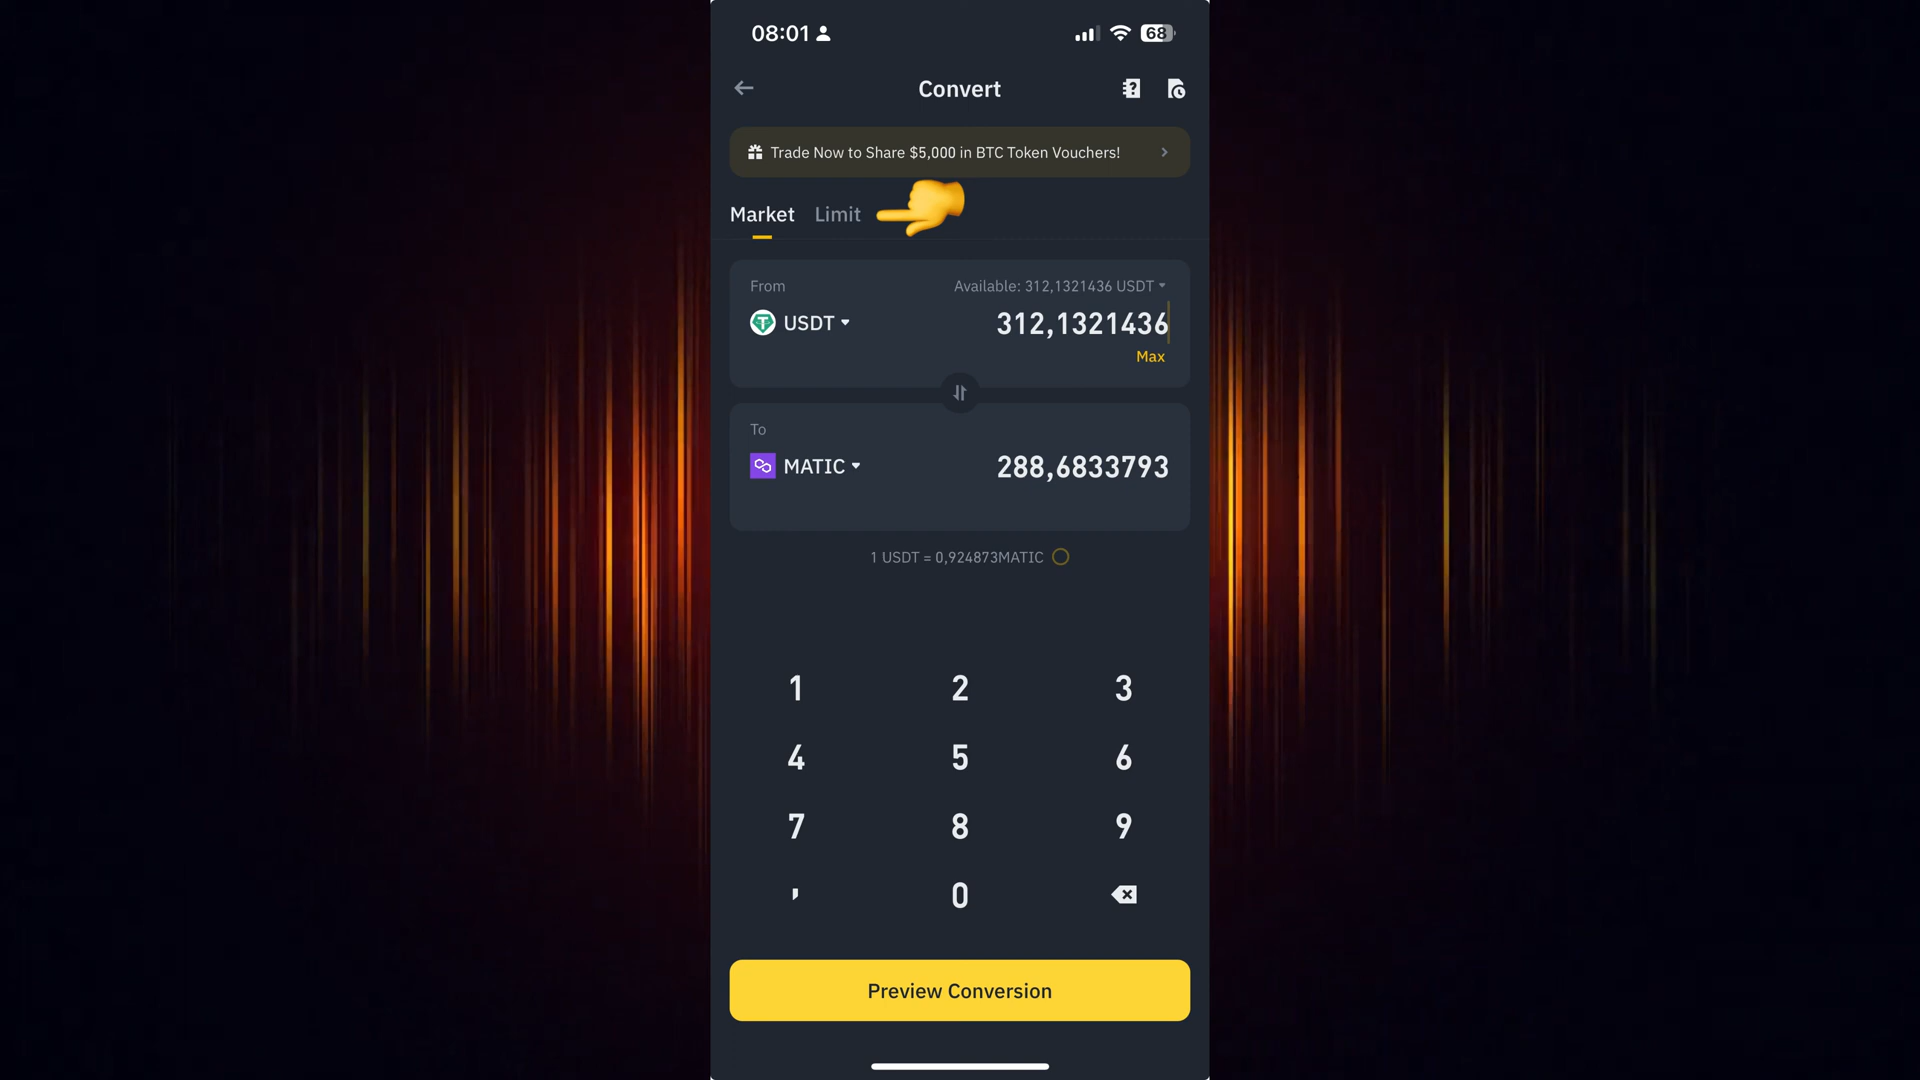 08:01
68
Convert
Trade Now to Share $5,000 in BTC Token Vouchers!
Market Limit
From
Available: 312,1321436 USDT
USDT
312,1321436
Max
To
MATIC
288,6833793
1 USDT = 0,924873MATIC
1 2 3
4 5 6
7 8 9
, 0
Preview Conversion